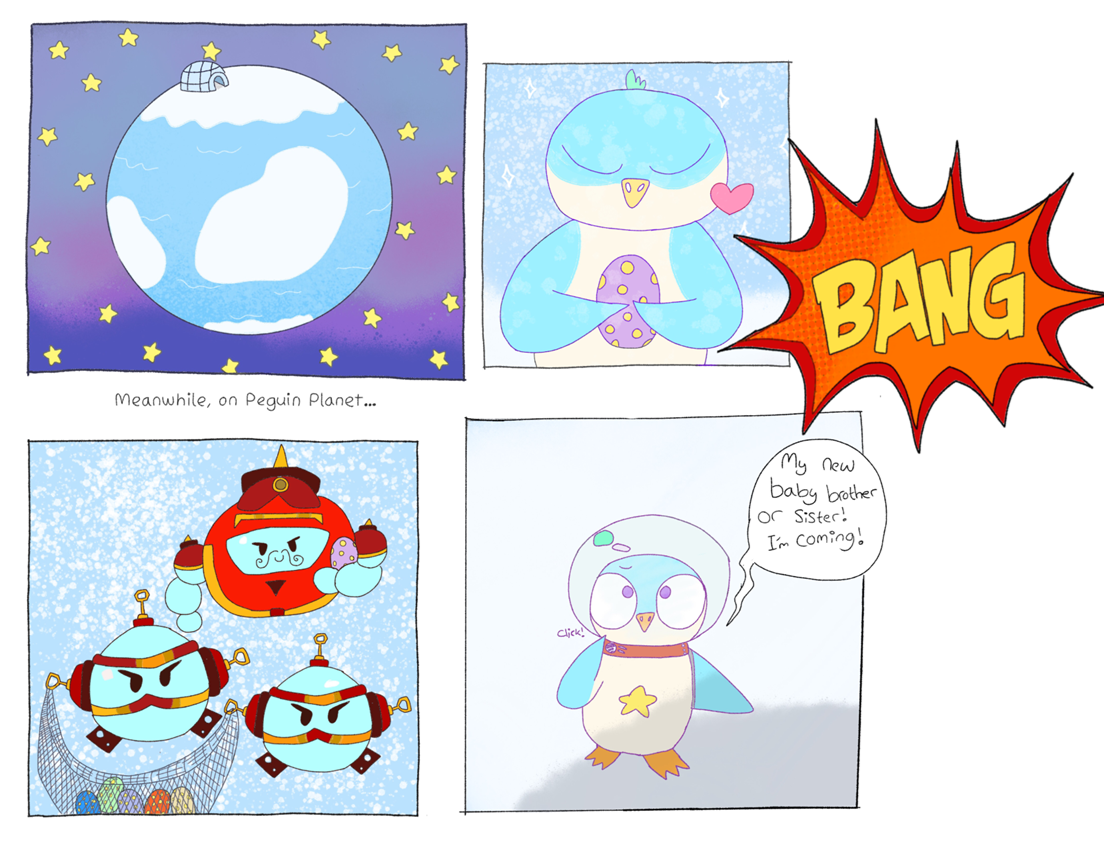 Meanwhile, on Peguin Planet...
BANG
My new
baby brother
or Sister!
I'm Coming!
Click!